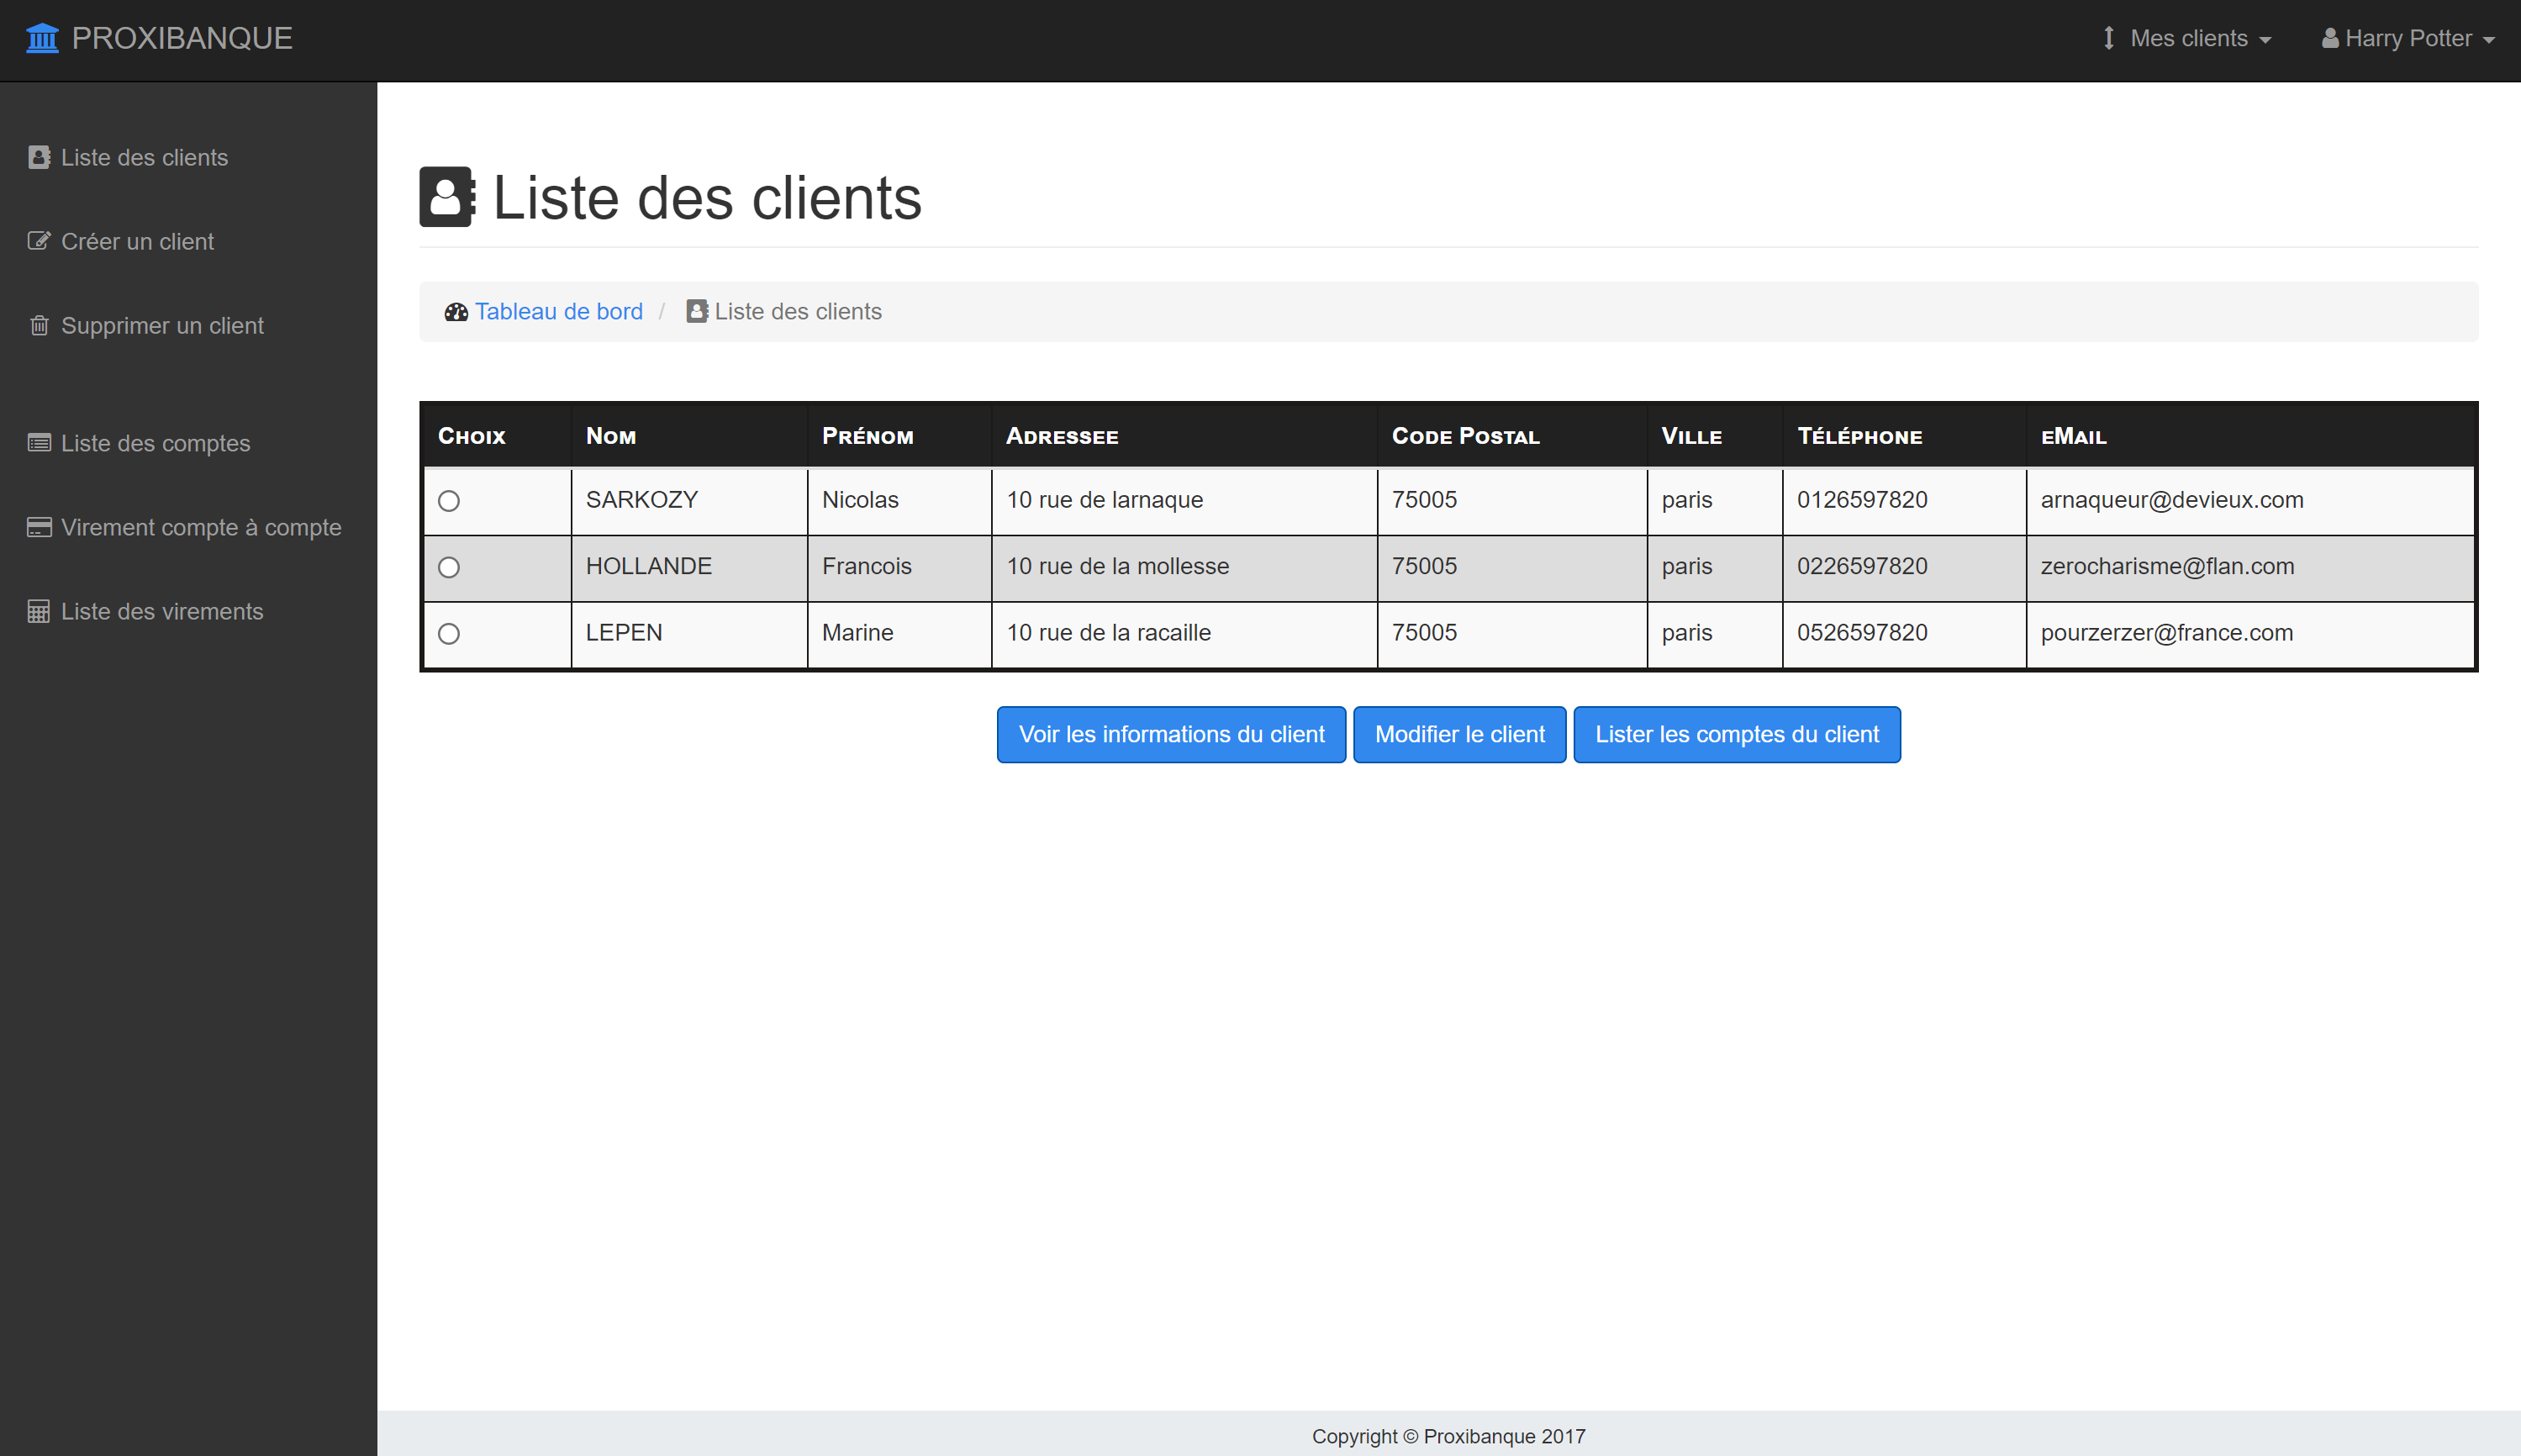 PROXIBANQUE
Mes clients
Harry Potter
Liste des clients
Créer un client
Supprimer un client
Liste des comptes
Virement compte à compte
Liste des virements
Liste des clients
Tableau de bord / Liste des clients
Choix Nom Prénom Adressee Code Postal Ville Téléphone eMail
SARKOZY Nicolas 10 rue de larnaque 75005 paris 0126597820 arnaqueur@devieux.com
HOLLANDE Francois 10 rue de la mollesse 75005 paris 0226597820 zerocharisme@flan.com
LEPEN Marine 10 rue de la racaille 75005 paris 0526597820 pourzerzer@france.com
Voir les informations du client Modifier le client Lister les comptes du client
Copyright © Proxibanque 2017